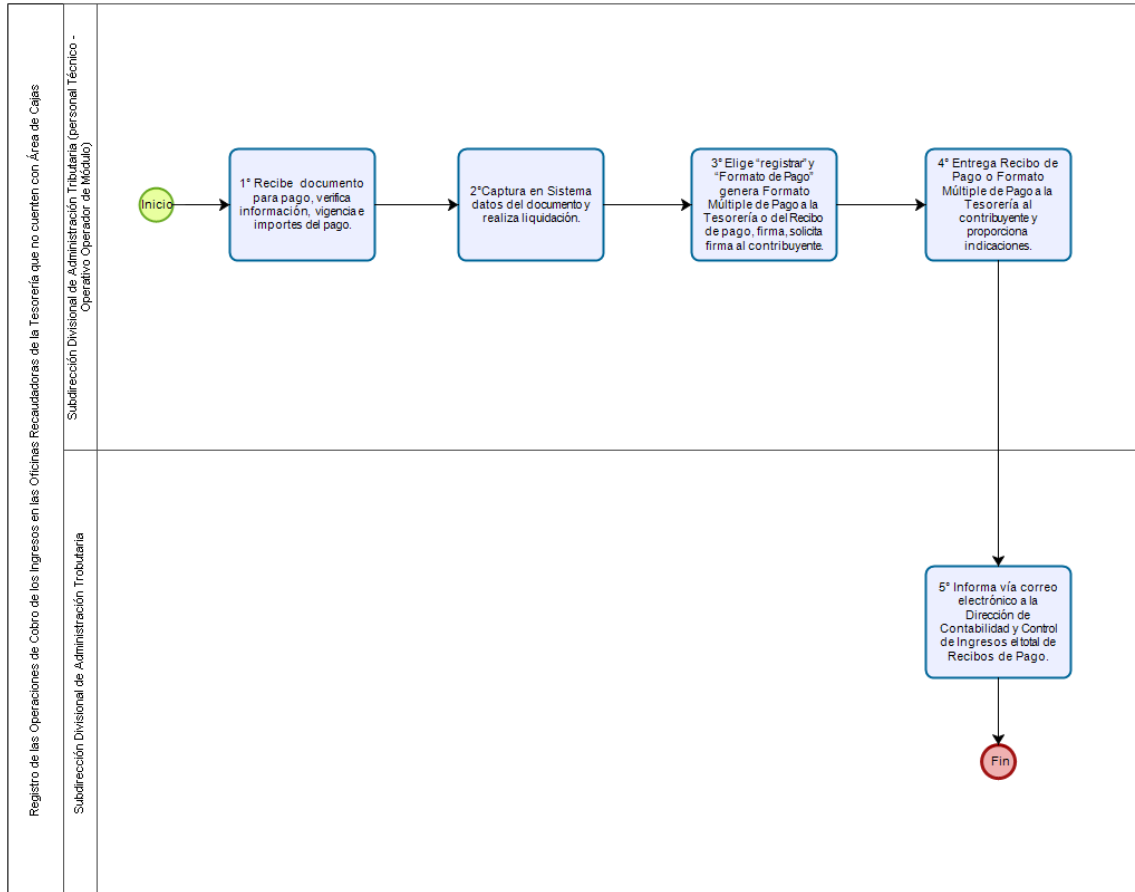 Registro de las Operaciones de Cobro de los Ingresos en las Oficinas Recaudadoras de la Tesorería que no cuenten con Área de Cajas
Subdirección Divisional de Administración Tributaria (personal Técnico -
Operativo Operador de Módulo)
Inicio
1° Recibe documento
para pago, verifica
información, vigencia e
importes del pago.
2°Captura en Sistema
datos del documento y
realiza liquidación.
3° Elige "registrar" y
"Formato de Pago"
genera Formato
Múltiple de Pago a la
Tesorería o del Recibo
de pago, firma, solicita
firma al contribuyente.
4° Entrega Recibo de
Pago o Formato
Múltiple de Pago a la
Tesorería al
contribuyente y
proporciona
indicaciones.
Subdirección Divisional de Administración Trobutaria
5° Informa vía correo
electrónico a la
Dirección de
Contabilidad y Control
de Ingresos el total de
Recibos de Pago.
Fin